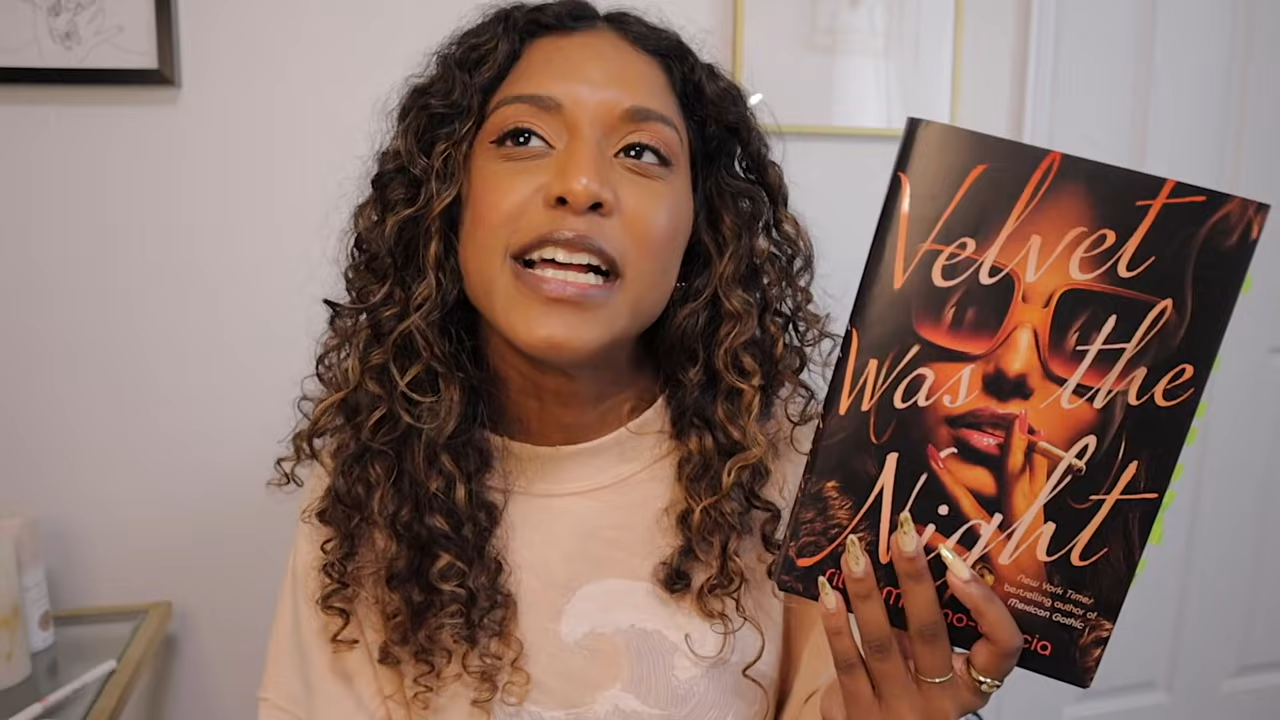 Velvet
Was the
Night
New York Times
bestselling author of
Mexican Gothic